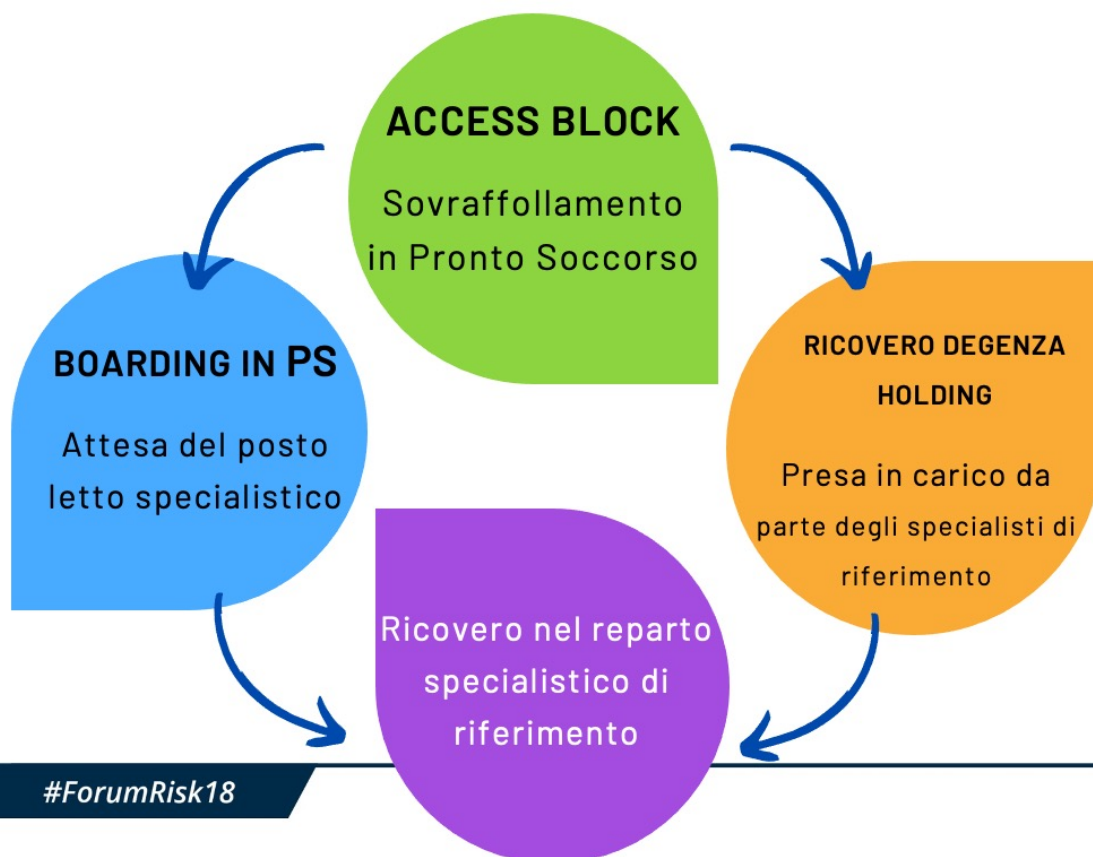 ACCESS BLOCK
Sovraffollamento
in Pronto Soccorso
BOARDING IN PS
Attesa del posto
letto specialistico
RICOVERO DEGENZA
HOLDING
Presa in carico da
parte degli specialisti di
riferimento
Ricovero nel reparto
specialistico di
riferimento
#ForumRisk18